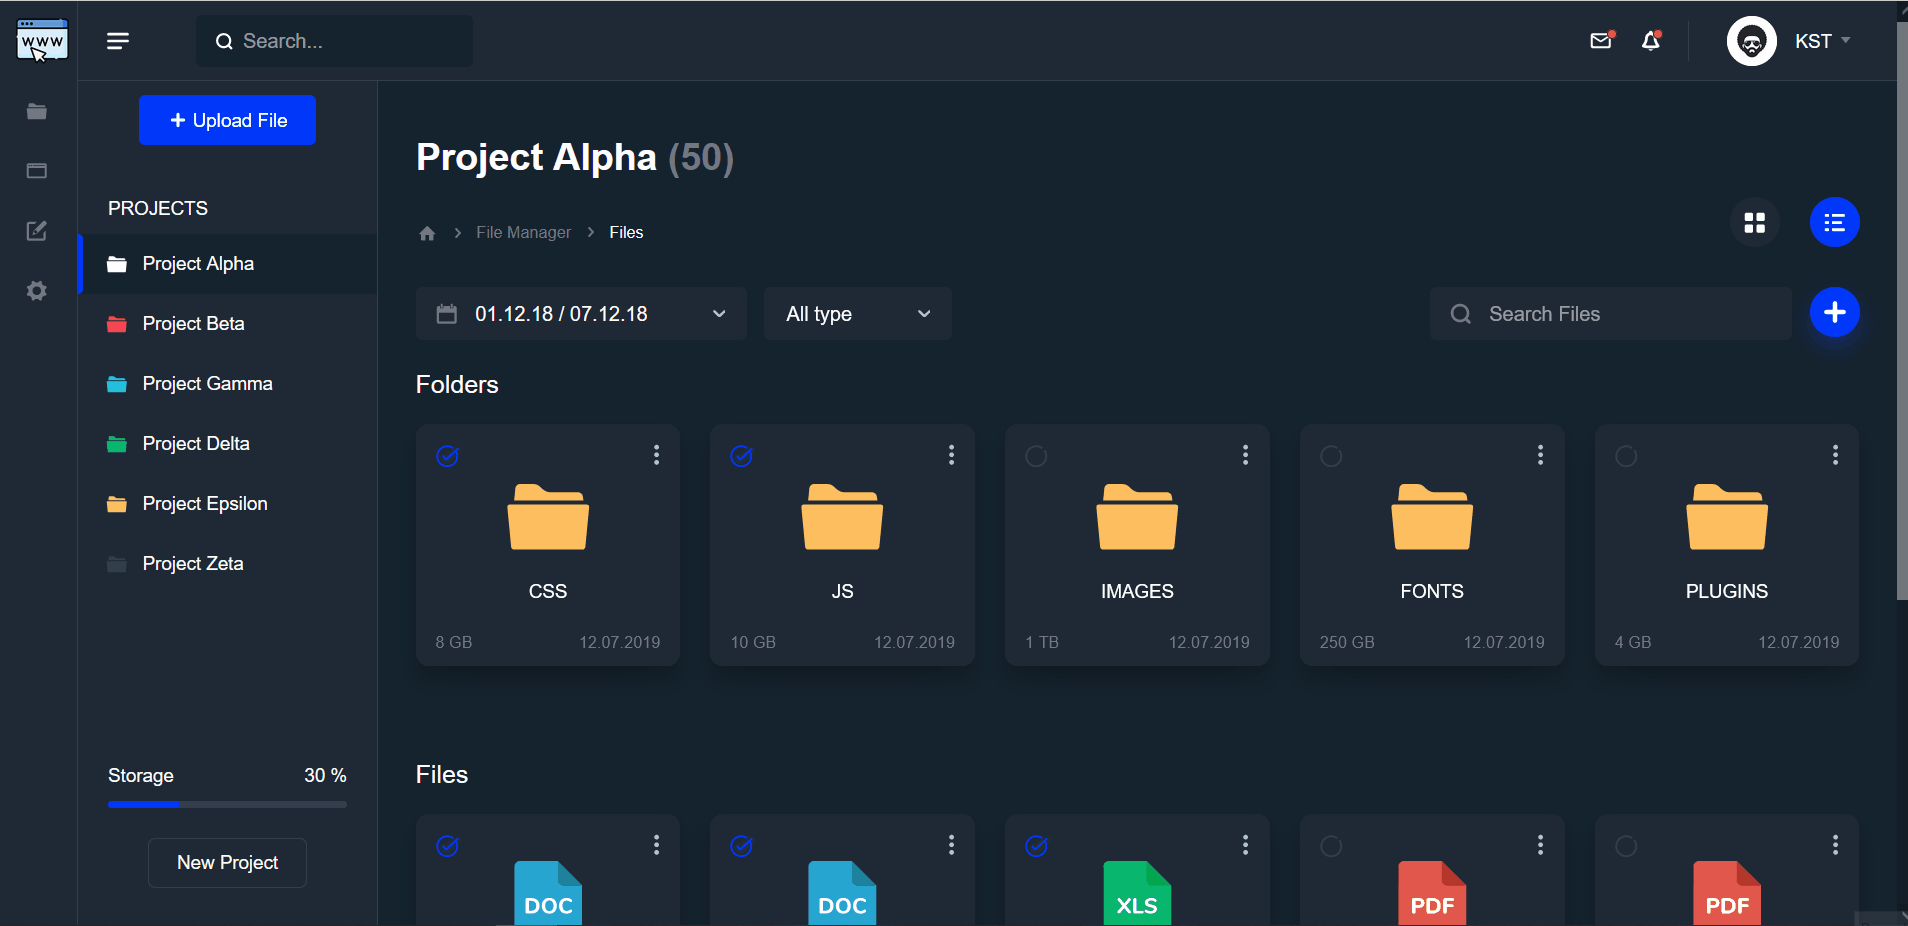 WWW
Search...
KST
+ Upload File
PROJECTS
Project Alpha
Project Beta
Project Gamma
Project Delta
Project Epsilon
Project Zeta
Storage 30 %
New Project
Project Alpha (50)
File Manager > Files
01.12.18 / 07.12.18
All type
Search Files
Folders
CSS
8 GB 12.07.2019
JS
10 GB 12.07.2019
IMAGES
1 TB 12.07.2019
FONTS
250 GB 12.07.2019
PLUGINS
4 GB 12.07.2019
Files
DOC
DOC
XLS
PDF
PDF